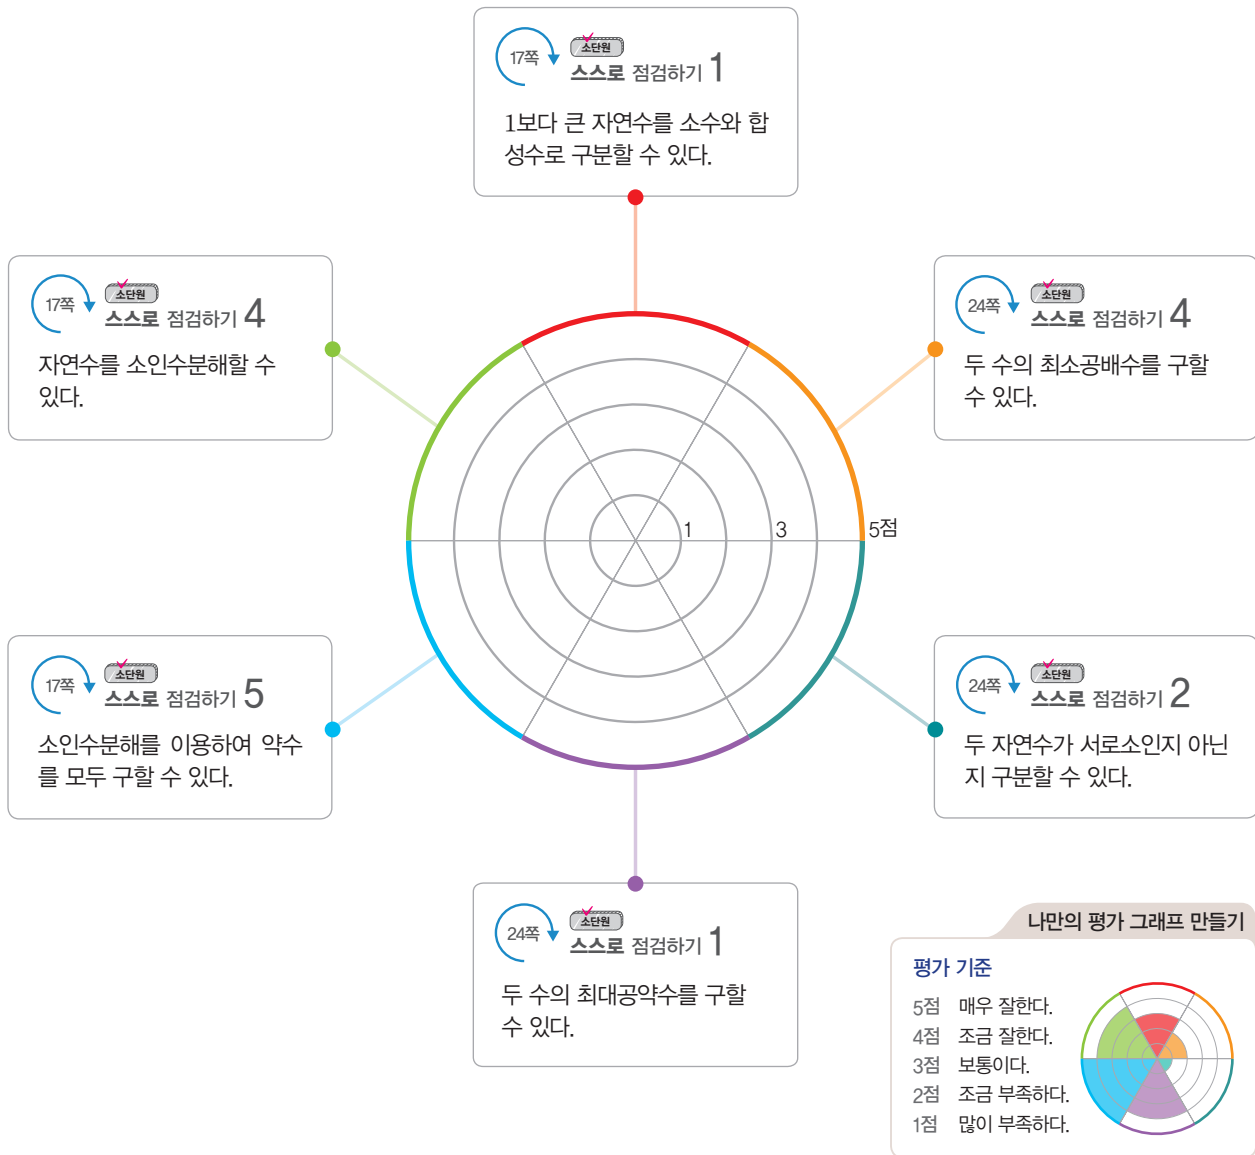 17쪽
소단원
스스로 점검하기 1
1보다 큰 자연수를 소수와 합
성수로 구분할 수 있다.
17쪽
소단원
스스로 점검하기 4
자연수를 소인수분해할 수
있다.
24쪽
소단원
스스로 점검하기 4
두 수의 최소공배수를 구할
수 있다.
1
3
5점
17쪽
소단원
스스로 점검하기 5
소인수분해를 이용하여 약수
를 모두 구할 수 있다.
24쪽
소단원
스스로 점검하기 2
두 자연수가 서로소인지 아닌
지 구분할 수 있다.
24쪽
소단원
스스로 점검하기 1
두 수의 최대공약수를 구할
수 있다.
나만의 평가 그래프 만들기
평가 기준
5점 매우 잘한다.
4점 조금 잘한다.
3점 보통이다.
2점 조금 부족하다.
1점 많이 부족하다.